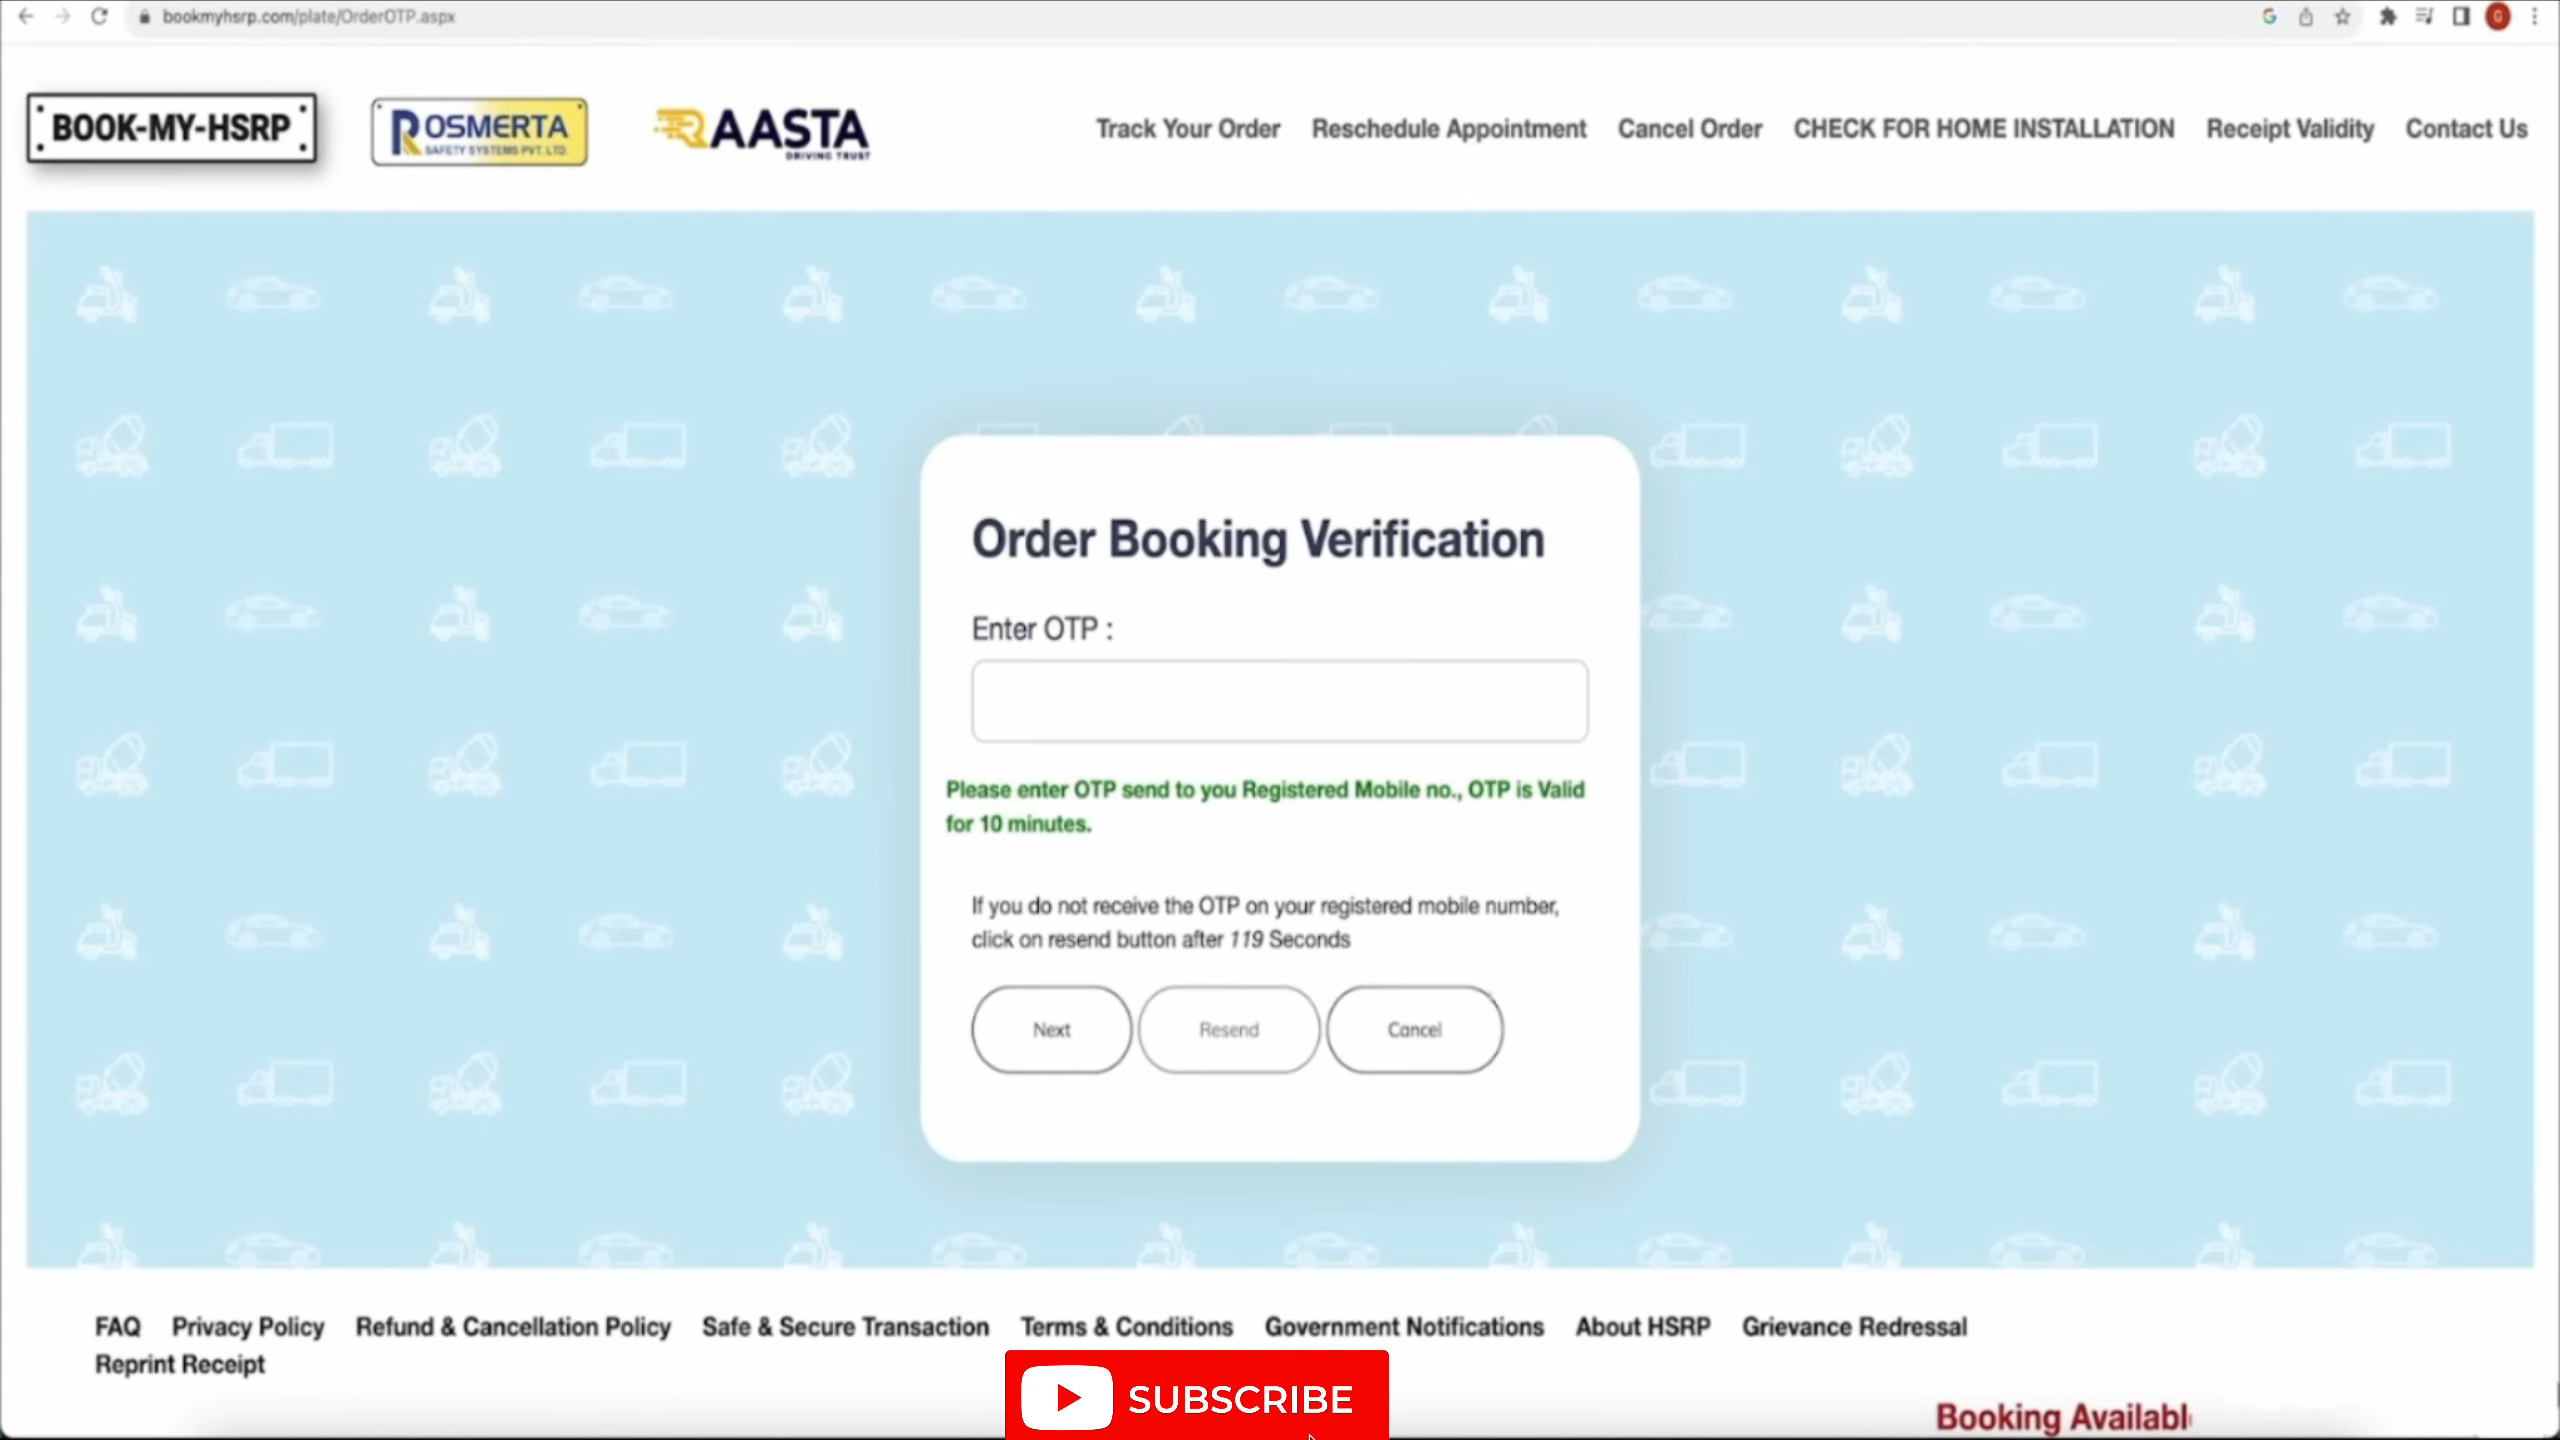 bookmyhsrp.com/plate/OrderOTP.aspx
G
BOOK-MY-HSRP
ROSMERTA
SAFETY SYSTEMS PVT. LTD.
RAASTA
DRIVING TRUST
Track Your Order Reschedule Appointment Cancel Order CHECK FOR HOME INSTALLATION Receipt Validity Contact Us
Order Booking Verification
Enter OTP :
Please enter OTP send to you Registered Mobile no., OTP is Valid
for 10 minutes.
If you do not receive the OTP on your registered mobile number,
click on resend button after 119 Seconds
Next Resend Cancel
FAQ Privacy Policy Refund & Cancellation Policy Safe & Secure Transaction Terms & Conditions Government Notifications About HSRP Grievance Redressal
Reprint Receipt
SUBSCRIBE
Booking Availabl